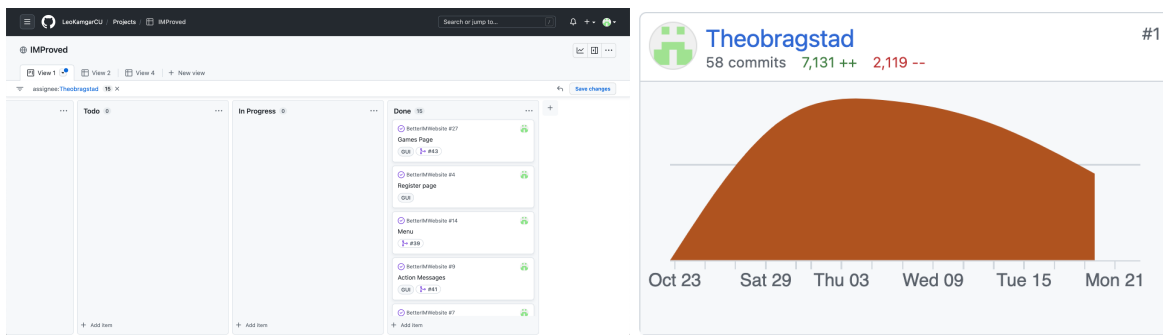 LeoKamgarCU / Projects / IMProved
Search or jump to...
/
IMProved
View 1
View 2
View 4
+ New view
assignee:Theobragstad 15 ×
Save changes
Todo 0
In Progress 0
Done 15
BetterIMWebsite #27
Games Page
GUI #43
BetterIMWebsite #4
Register page
GUI
BetterIMWebsite #14
Menu
#39
BetterIMWebsite #9
Action Messages
GUI #41
BetterIMWebsite #7
+ Add item
+ Add item
+ Add item
Theobragstad
#1
58 commits 7,131 ++ 2,119 --
Oct 23 Sat 29 Thu 03 Wed 09 Tue 15 Mon 21